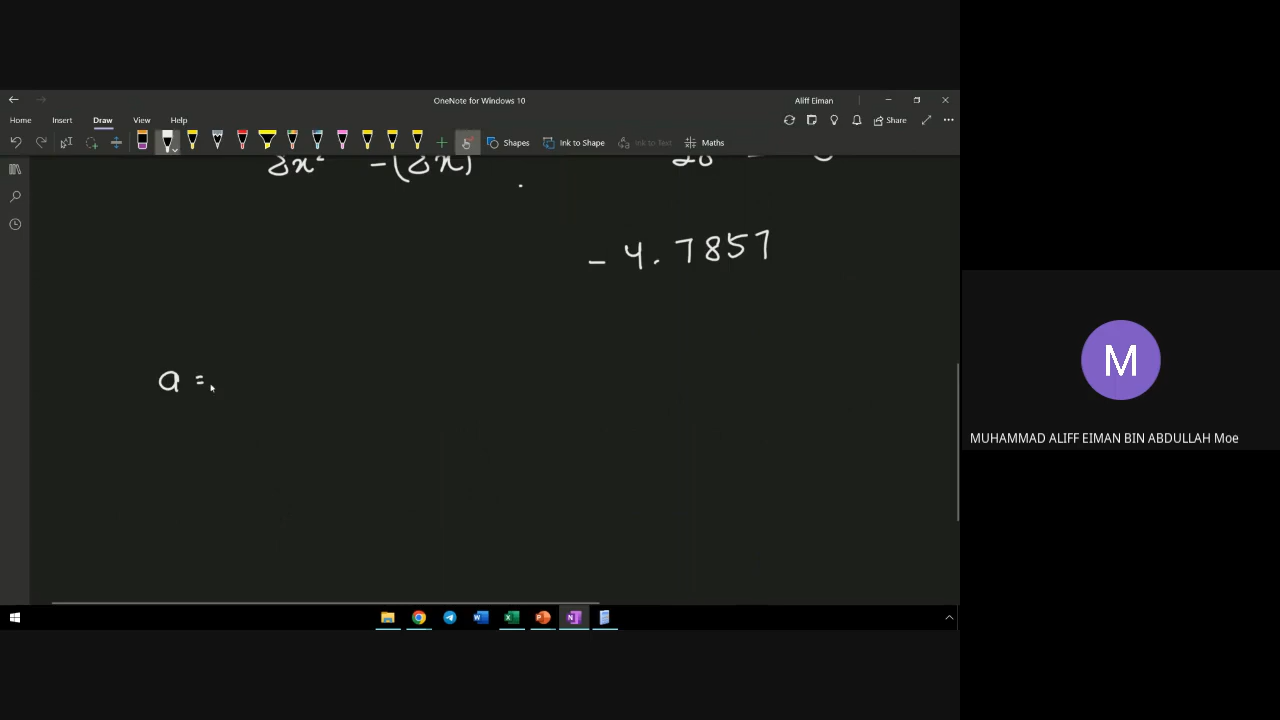 OneNote for Windows 10
Aliff Eiman
Home Insert Draw View Help
Share
Shapes Ink to Shape Ink to Text Maths
- 4.7857
a =
M
MUHAMMAD ALIFF EIMAN BIN ABDULLAH Moe